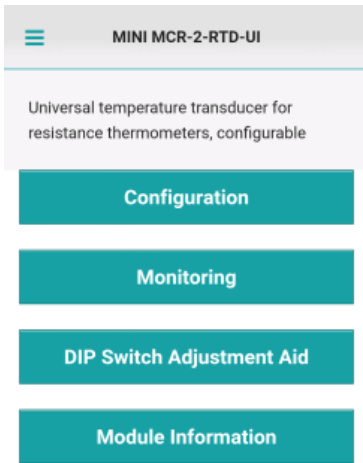 MINI MCR-2-RTD-UI
Universal temperature transducer for
resistance thermometers, configurable
Configuration
Monitoring
DIP Switch Adjustment Aid
Module Information